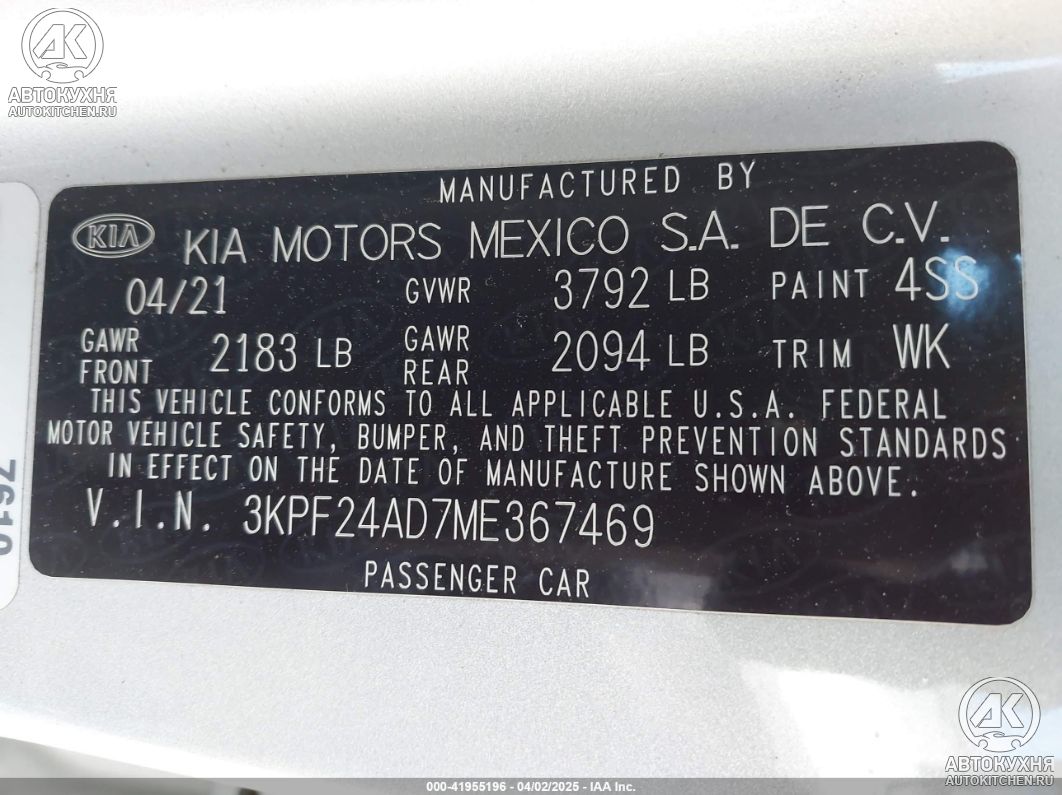 АК
АВТОКУХНЯ
AUTOKITCHEN.RU
MANUFACTURED BY
KIA KIA MOTORS MEXICO S.A. DE C.V.
04/21 GVWR 3792 LB PAINT 4SS
GAWR FRONT 2183 LB GAWR REAR 2094 LB TRIM WK
THIS VEHICLE CONFORMS TO ALL APPLICABLE U.S.A. FEDERAL
MOTOR VEHICLE SAFETY, BUMPER, AND THEFT PREVENTION STANDARDS
IN EFFECT ON THE DATE OF MANUFACTURE SHOWN ABOVE.
V.I.N. 3KPF24AD7ME367469
PASSENGER CAR
АК
АВТОКУХНЯ
AUTOKITCHEN.RU
000-41955196 - 04/02/2025 - IAA Inc.